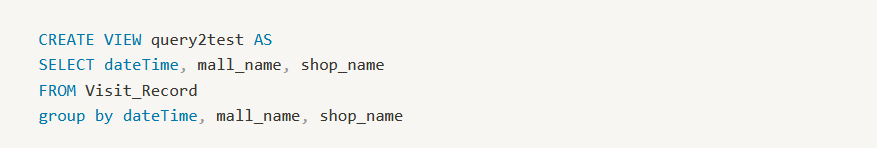 CREATE VIEW query2test AS
SELECT dateTime, mall_name, shop_name
FROM Visit_Record
group by dateTime, mall_name, shop_name